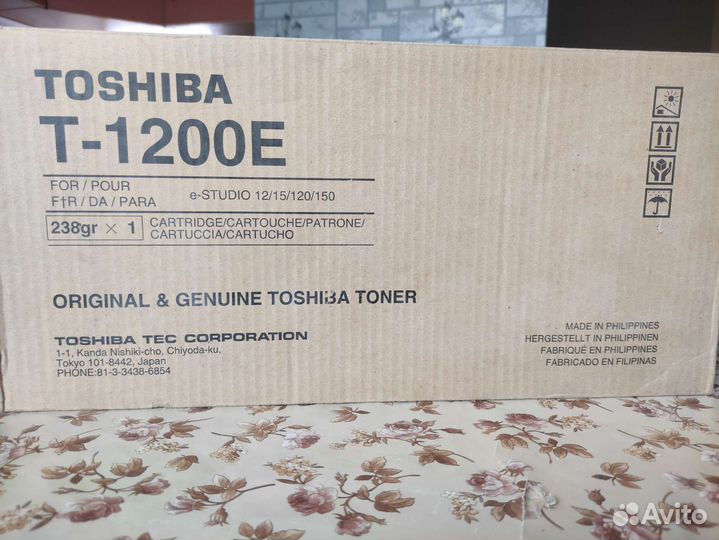 TOSHIBA
T-1200E
FOR / POUR
F†R / DA / PARA
e-STUDIO 12/15/120/150
238gr × 1
CARTRIDGE/CARTOUCHE/PATRONE/
CARTUCCIA/CARTUCHO
ORIGINAL & GENUINE TOSHIBA TONER
TOSHIBA TEC CORPORATION
1-1, Kanda Nishiki-cho, Chiyoda-ku,
Tokyo 101-8442, Japan
PHONE:81-3-3438-6854
MADE IN PHILIPPINES
HERGESTELLT IN PHILIPPINEN
FABRIQUÉ EN PHILIPPINES
FABRICADO EN FILIPINAS
Avito